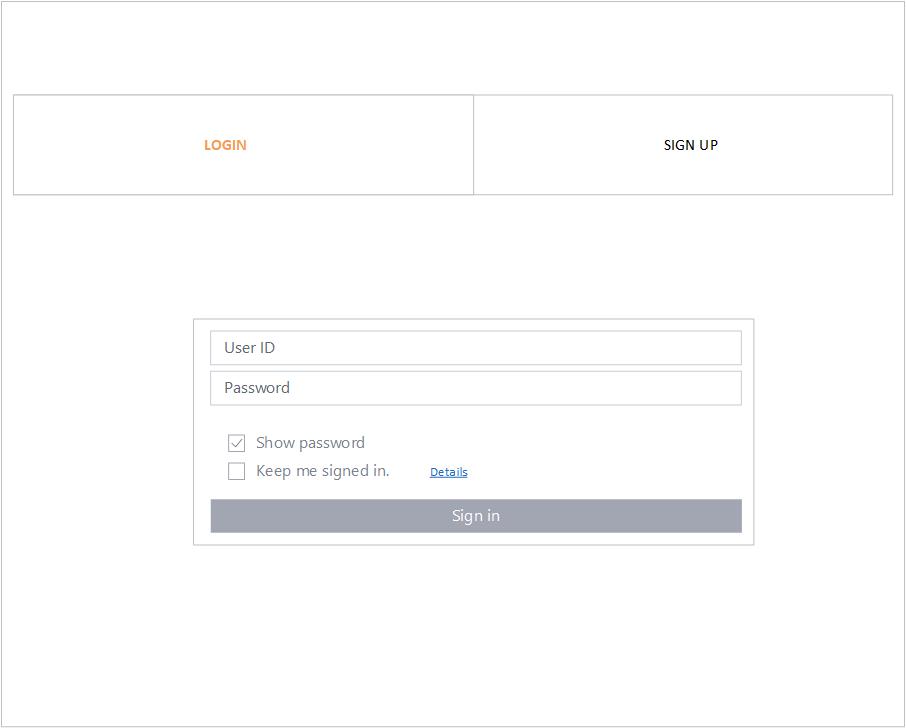 LOGIN
SIGN UP
User ID
Password
Show password
Keep me signed in. Details
Sign in